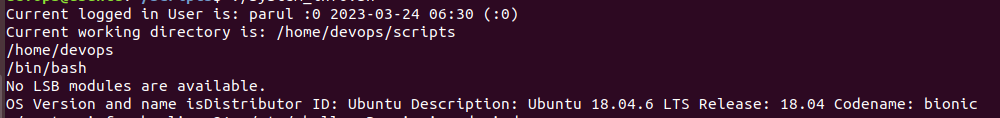 Current logged in User is: parul :0 2023-03-24 06:30 (:0)
Current working directory is: /home/devops/scripts
/home/devops
/bin/bash
No LSB modules are available.
OS Version and name isDistributor ID: Ubuntu Description: Ubuntu 18.04.6 LTS Release: 18.04 Codename: bionic